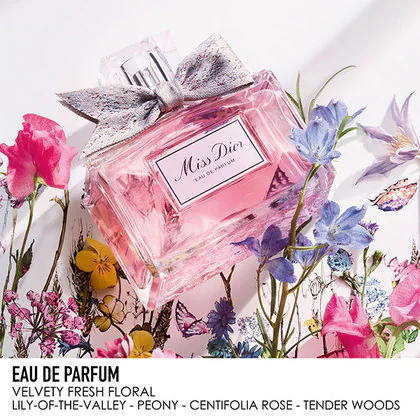 Miss Dior
EAU DE PARFUM
EAU DE PARFUM
VELVETY FRESH FLORAL
LILY-OF-THE-VALLEY - PEONY - CENTIFOLIA ROSE - TENDER WOODS